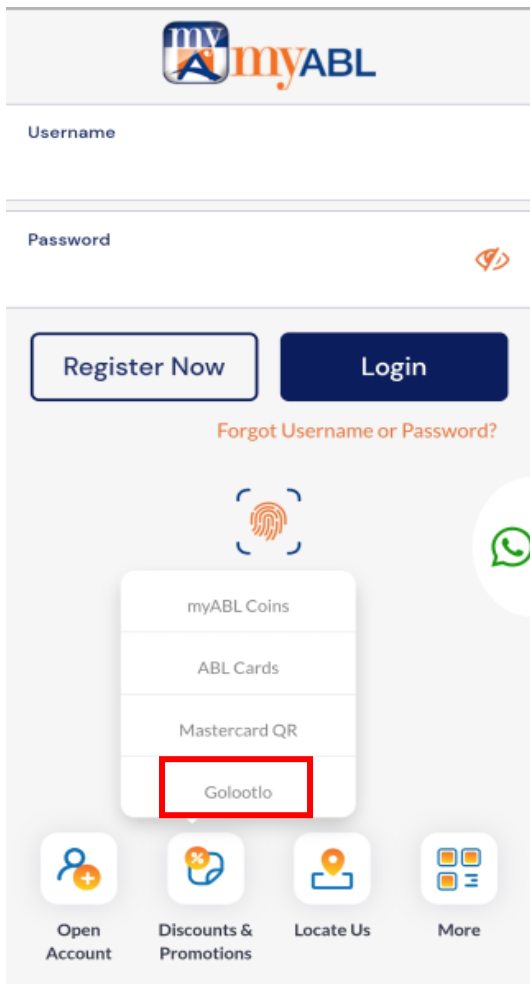 my myABL
Username
Password
Register Now
Login
Forgot Username or Password?
myABL Coins
ABL Cards
Mastercard QR
Golootlo
Open
Account
Discounts &
Promotions
Locate Us
More